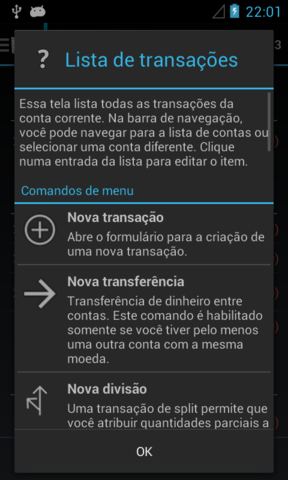 22:01
3
? Lista de transações
Essa tela lista todas as transações da
conta corrente. Na barra de navegação,
você pode navegar para a lista de contas ou
selecionar uma conta diferente. Clique
numa entrada da lista para editar o item.
Comandos de menu
Nova transação
Abre o formulário para a criação de
uma nova transação.
Nova transferência
Transferência de dinheiro entre
contas. Este comando é habilitado
somente se você tiver pelo menos
uma outra conta com a mesma
moeda.
Nova divisão
Uma transação de split permite que
você atribuir quantidades parciais a
OK